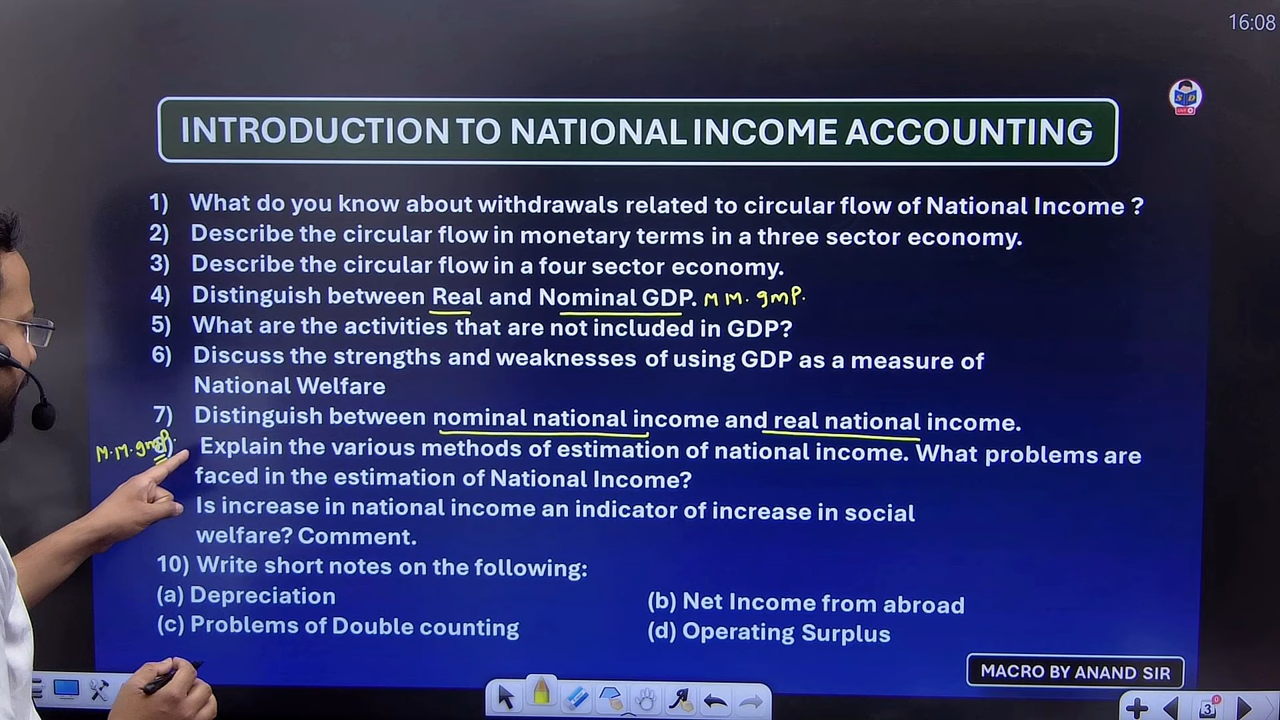 16:08
INTRODUCTION TO NATIONAL INCOME ACCOUNTING
1) What do you know about withdrawals related to circular flow of National Income ?
2) Describe the circular flow in monetary terms in a three sector economy.
3) Describe the circular flow in a four sector economy.
4) Distinguish between Real and Nominal GDP. M M. gmp.
5) What are the activities that are not included in GDP?
6) Discuss the strengths and weaknesses of using GDP as a measure of
National Welfare
7) Distinguish between nominal national income and real national income.
M.M.gmp. 8) Explain the various methods of estimation of national income. What problems are
faced in the estimation of National Income?
Is increase in national income an indicator of increase in social
welfare? Comment.
10) Write short notes on the following:
(a) Depreciation (b) Net Income from abroad
(c) Problems of Double counting (d) Operating Surplus
MACRO BY ANAND SIR
3